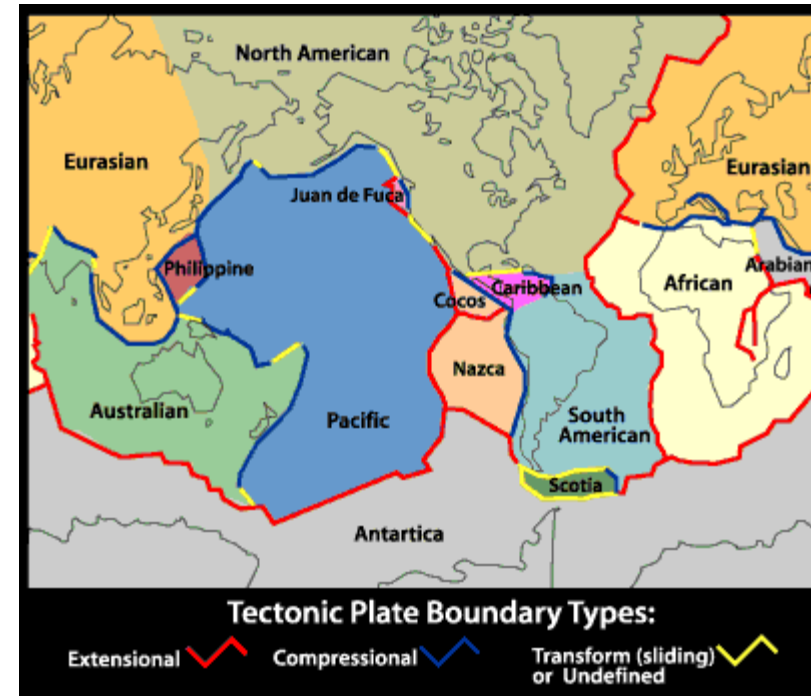 North American
Eurasian
Eurasian
Juan de Fuca
Philippine
Caribbean
Arabian
African
Cocos
Nazca
Australian
Pacific
South
American
Scotia
Antartica
Tectonic Plate Boundary Types:
Extensional
Compressional
Transform (sliding)
or Undefined